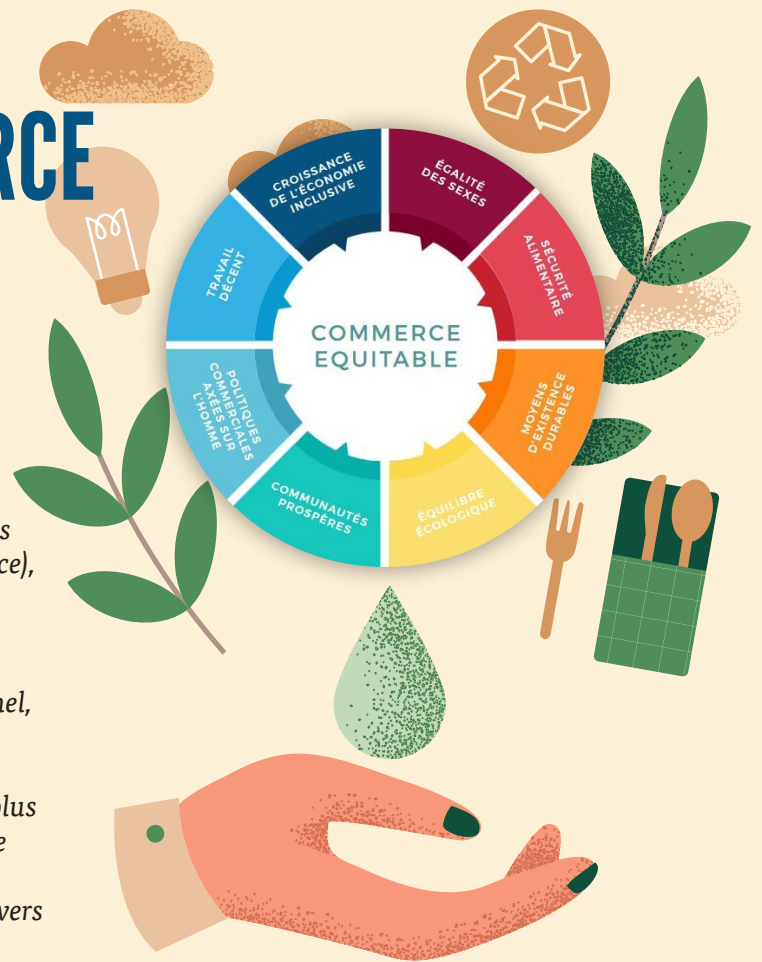 RCE
CROISSANCE
DE L'ÉCONOMIE
INCLUSIVE
ÉGALITÉ
DES SEXES
SÉCURITÉ
ALIMENTAIRE
MOYENS
D'EXISTENCE
DURABLES
ÉQUILIBRE
ÉCOLOGIQUE
COMMUNAUTÉS
PROSPÈRES
POLITIQUES
COMMERCIALES
AXÉES SUR
L'HOMME
TRAVAIL
DÉCENT
COMMERCE
EQUITABLE
s
ce),
nel,
plus
e
vers